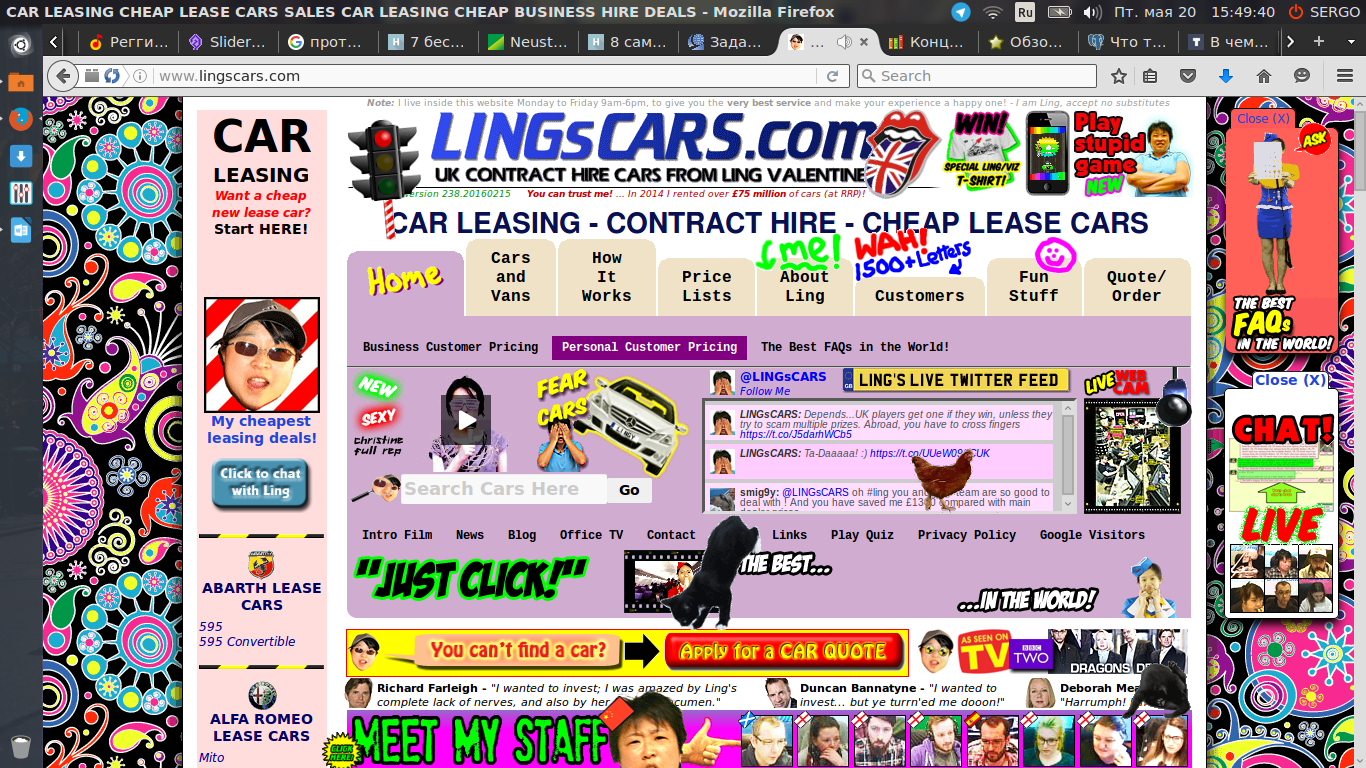 CAR LEASING CHEAP LEASE CARS SALES CAR LEASING CHEAP BUSINESS HIRE DEALS - Mozilla Firefox
Ru
Пт. мая 20
15:49:40
SERGO
Регги...
Slider...
прот...
7 бес...
Neust...
8 сам...
Зада...
...
Конц...
Обзо...
Что т...
В чем...
www.lingscars.com
Search
Note: I live inside this website Monday to Friday 9am-6pm, to give you the very best service and make your experience a happy one! - I am Ling, accept no substitutes
CAR
LEASING
Want a cheap
new lease car?
Start HERE!
My cheapest
leasing deals!
Click to chat
with Ling
ABARTH
ABARTH LEASE
CARS
595
595 Convertible
ALFA ROMEO
LEASE CARS
Mito
LINGsCARS.com
UK CONTRACT HIRE CARS FROM LING VALENTINE
version 238.20160215
You can trust me! ... In 2014 I rented over £75 million of cars (at RRP)!
WIN!
SPECIAL LING/VIZ
T-SHIRT!
Play
stupid
game
NEW
CAR LEASING - CONTRACT HIRE - CHEAP LEASE CARS
Home
Cars
and
Vans
How
It
Works
Price
Lists
me!
About
Ling
WAH!
1500+Letters
Customers
Fun
Stuff
Quote/
Order
Business Customer Pricing
Personal Customer Pricing
The Best FAQs in the World!
NEW
SEXY
christine
full rep
FEAR
CARS
LINGY
@LINGsCARS
Follow Me
GB
LING'S LIVE TWITTER FEED
LINGsCARS: Depends...UK players get one if they win, unless they
try to scam multiple prizes. Abroad, you have to cross fingers
https://t.co/J5darhWCb5
LINGsCARS: Ta-Daaaaa! :)
smig9y: @LINGsCARS oh #ling you and team are so good to
deal with ! And you have saved me compared with main
LIVE WEB
CAM
Search Cars Here
Go
Intro Film
News
Blog
Office TV
Contact
Links
Play Quiz
Privacy Policy
Google Visitors
"JUST CLICK!"
THE BEST...
...IN THE WORLD!
You can't find a car?
Apply for a CAR QUOTE
AS SEEN ON
TV
BBC
TWO
DRAGONS
Richard Farleigh - "I wanted to invest; I was amazed by Ling's
complete lack of nerves, and also by her
Duncan Bannatyne - "I wanted to
invest... but ye turrn'ed me dooon!"
Deborah
"Harrumph!
CLICK
HERE!
MEET MY STAFF
Close (X)
ASK
THE BEST
FAQs
IN THE WORLD!
Close (X)
CHAT!
LIVE